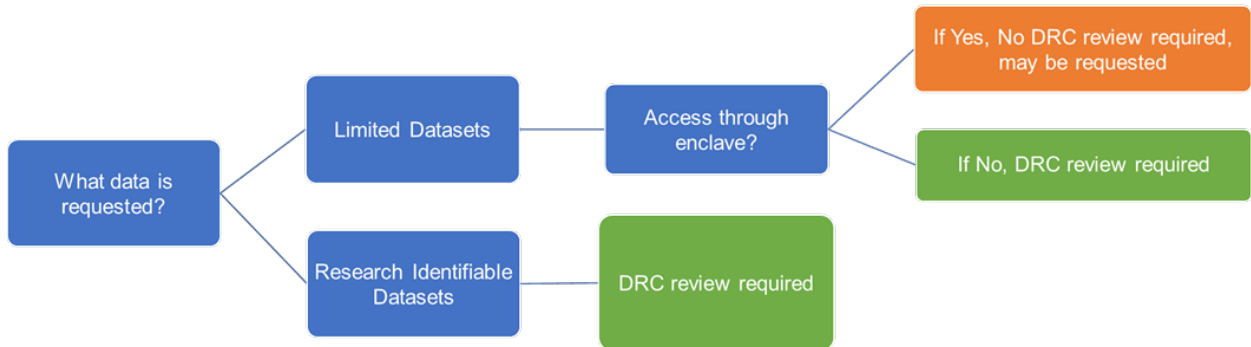 What data is
requested?
Limited Datasets
Access through
enclave?
If Yes, No DRC review required,
may be requested
If No, DRC review required
Research Identifiable
Datasets
DRC review required